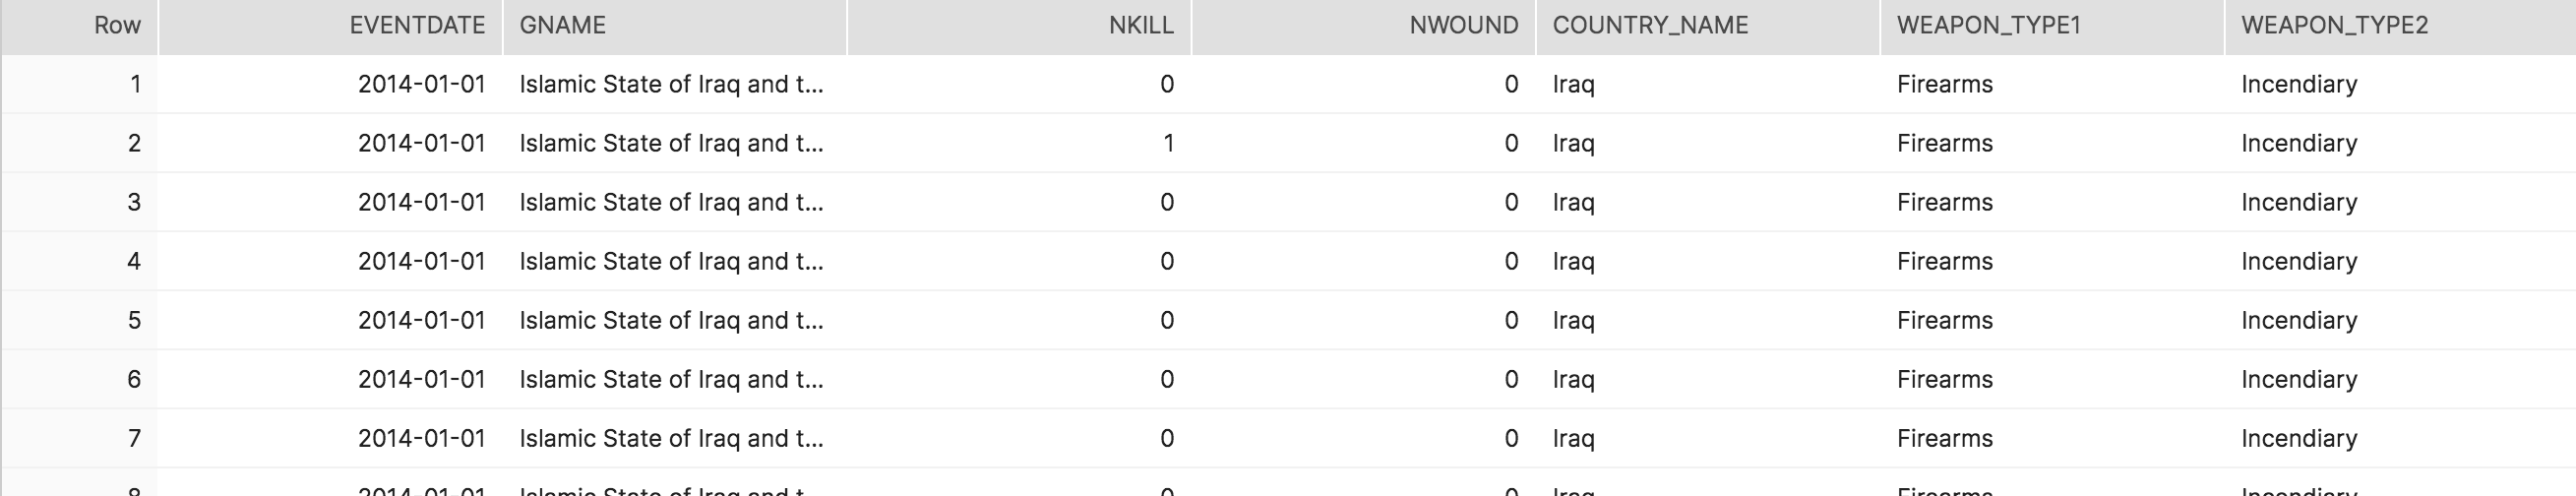 Row EVENTDATE GNAME NKILL NWOUND COUNTRY_NAME WEAPON_TYPE1 WEAPON_TYPE2
1 2014-01-01 Islamic State of Iraq and t... 0 0 Iraq Firearms Incendiary
2 2014-01-01 Islamic State of Iraq and t... 1 0 Iraq Firearms Incendiary
3 2014-01-01 Islamic State of Iraq and t... 0 0 Iraq Firearms Incendiary
4 2014-01-01 Islamic State of Iraq and t... 0 0 Iraq Firearms Incendiary
5 2014-01-01 Islamic State of Iraq and t... 0 0 Iraq Firearms Incendiary
6 2014-01-01 Islamic State of Iraq and t... 0 0 Iraq Firearms Incendiary
7 2014-01-01 Islamic State of Iraq and t... 0 0 Iraq Firearms Incendiary
8 2014-01-01 Islamic State of Iraq and t... 0 0 Iraq Firearms Incendiary